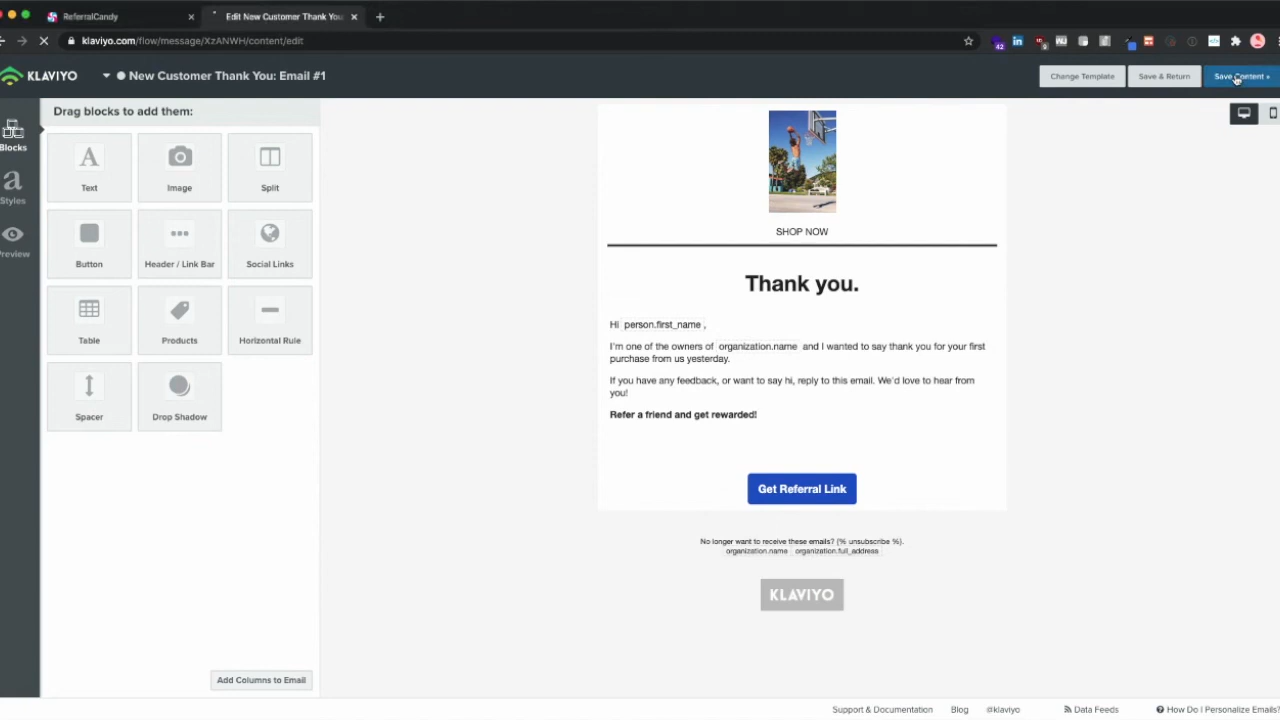 ReferralCandy
Edit New Customer Thank You:
klaviyo.com/flow/message/XzANWH/content/edit
42
KLAVIYO
New Customer Thank You: Email #1
Change Template
Save & Return
Save Content »
Drag blocks to add them:
Blocks
Styles
Preview
Text
Image
Split
Button
Header / Link Bar
Social Links
Table
Products
Horizontal Rule
Spacer
Drop Shadow
Add Columns to Email
SHOP NOW
Thank you.
Hi person.first_name ,
I'm one of the owners of organization.name and I wanted to say thank you for your first
purchase from us yesterday.
If you have any feedback, or want to say hi, reply to this email. We'd love to hear from
you!
Refer a friend and get rewarded!
Get Referral Link
No longer want to receive these emails? {% unsubscribe %}.
organization.name organization.full_address
KLAVIYO
Support & Documentation
Blog
@klaviyo
Data Feeds
How Do I Personalize Emails?